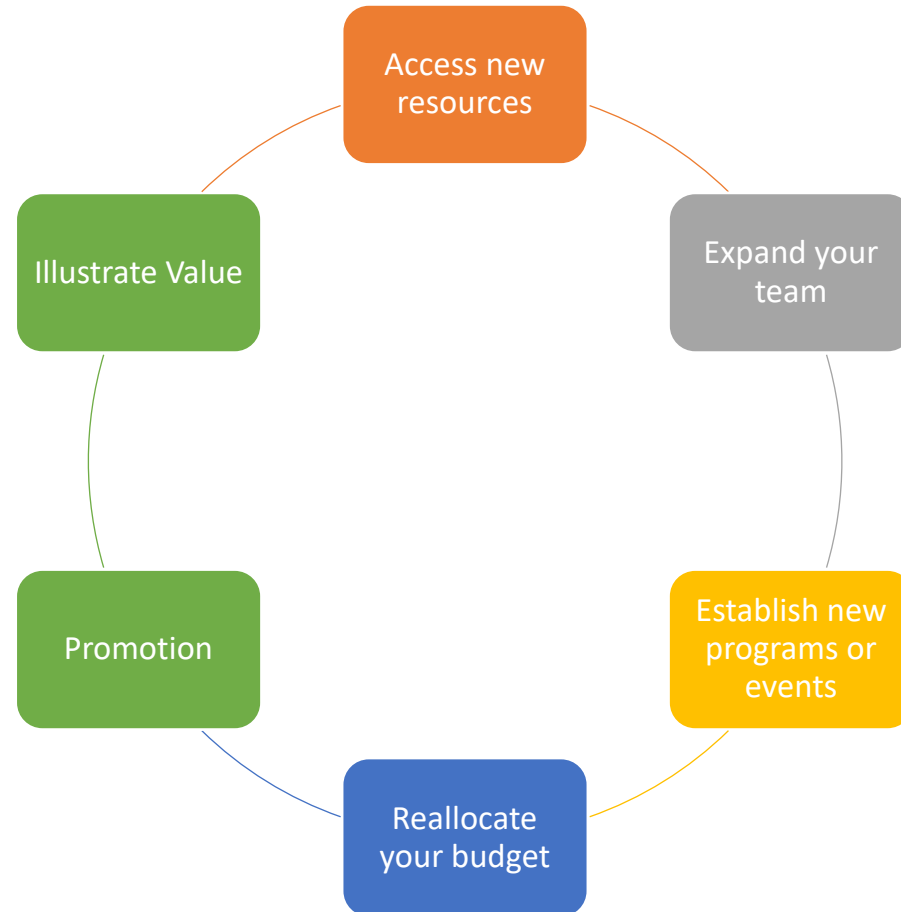 Access new
resources
Expand your
team
Establish new
programs or
events
Reallocate
your budget
Promotion
Illustrate Value